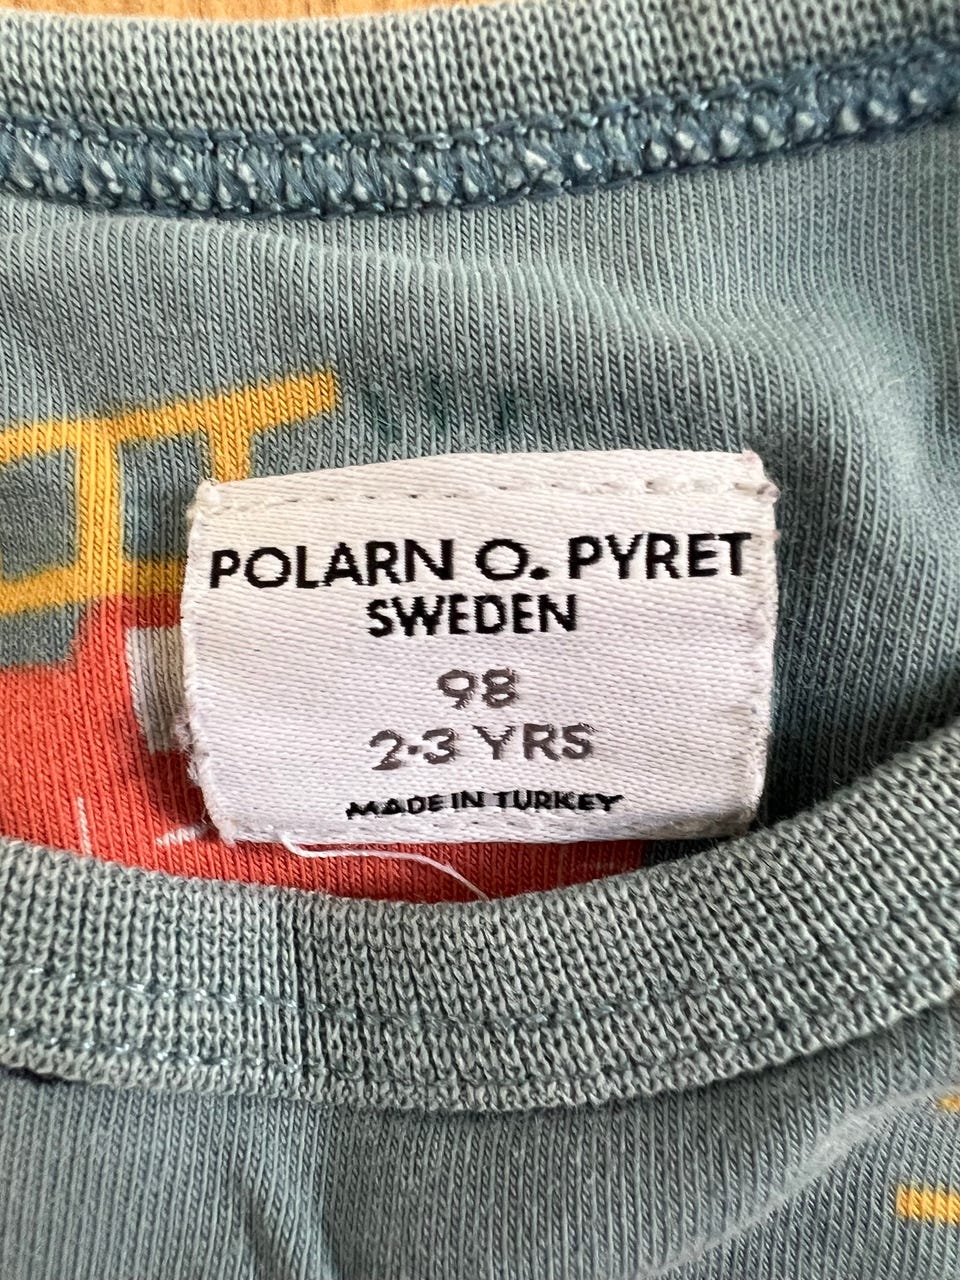 POLARN O. PYRET
SWEDEN
98
2-3 YRS
MADE IN TURKEY